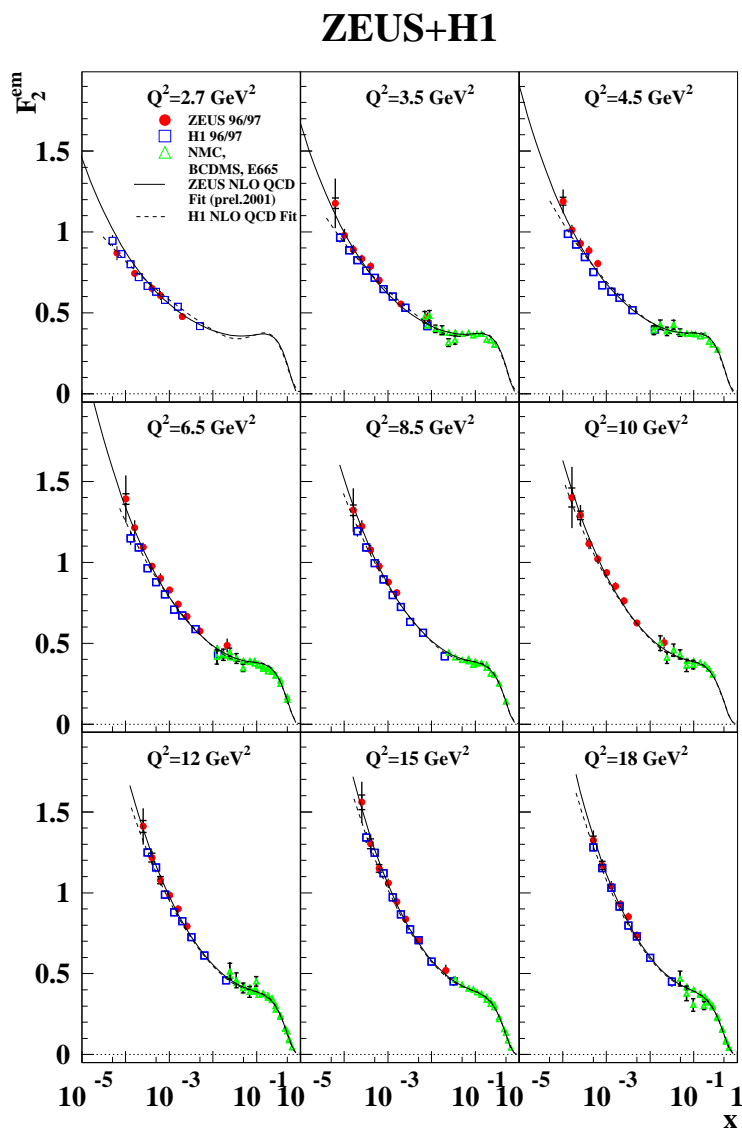 ZEUS+H1
F₂ᵉᵐ
Q²=2.7 GeV²
Q²=3.5 GeV²
Q²=4.5 GeV²
ZEUS 96/97
H1 96/97
NMC,
BCDMS, E665
ZEUS NLO QCD
Fit (prel.2001)
H1 NLO QCD Fit
1.5
1
0.5
0
Q²=6.5 GeV²
Q²=8.5 GeV²
Q²=10 GeV²
1.5
1
0.5
0
Q²=12 GeV²
Q²=15 GeV²
Q²=18 GeV²
1.5
1
0.5
0
10 10⁻⁵ 10⁻³ 10⁻¹ 10 10⁻⁵ 10⁻³ 10⁻¹ 10 10⁻⁵ 10⁻³ 10⁻¹ 1
x